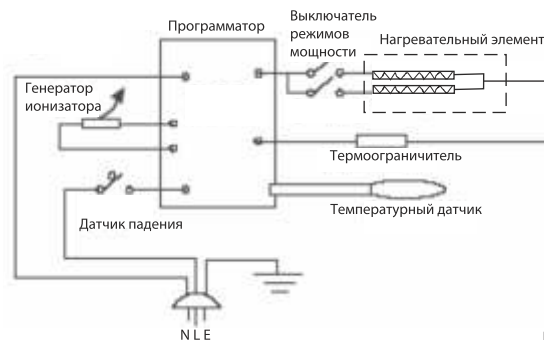 Программатор
Выключатель
режимов
мощности
Нагревательный элемент
Генератор
ионизатора
Термоограничитель
Температурный датчик
Датчик падения
N L E